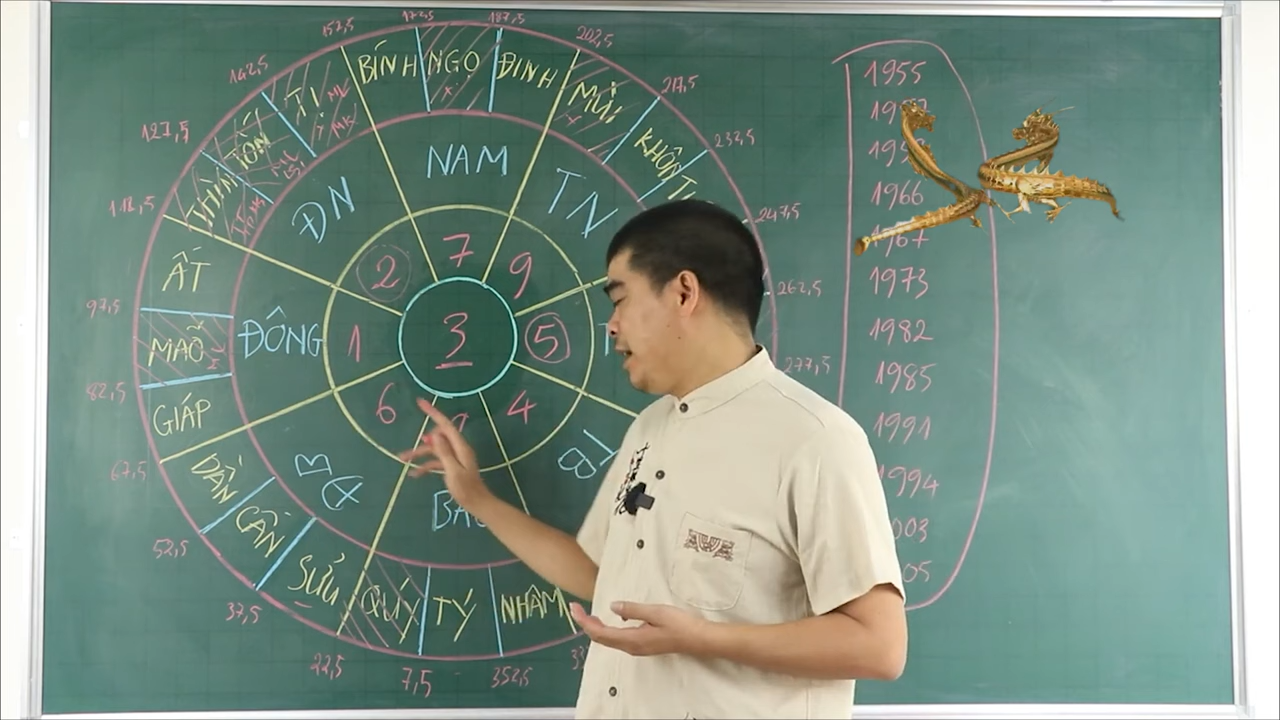 172,5
187,5
157,5
202,5
142,5
217,5
127,5
232,5
112,5
247,5
97,5
262,5
82,5
277,5
67,5
52,5
37,5
22,5
7,5
352,5
BÍNH
NGỌ
ĐINH
MÙI
KHÔN
TỊ
TỐN
THÌN
ẤT
MÃO
GIÁP
DẦN
CẤN
SỬU
QUÝ
TÝ
NHÂM
NAM
TN
ĐN
ĐÔNG
7
2
9
1
3
5
6
4
1955
1966
1973
1982
1985
1991
1994